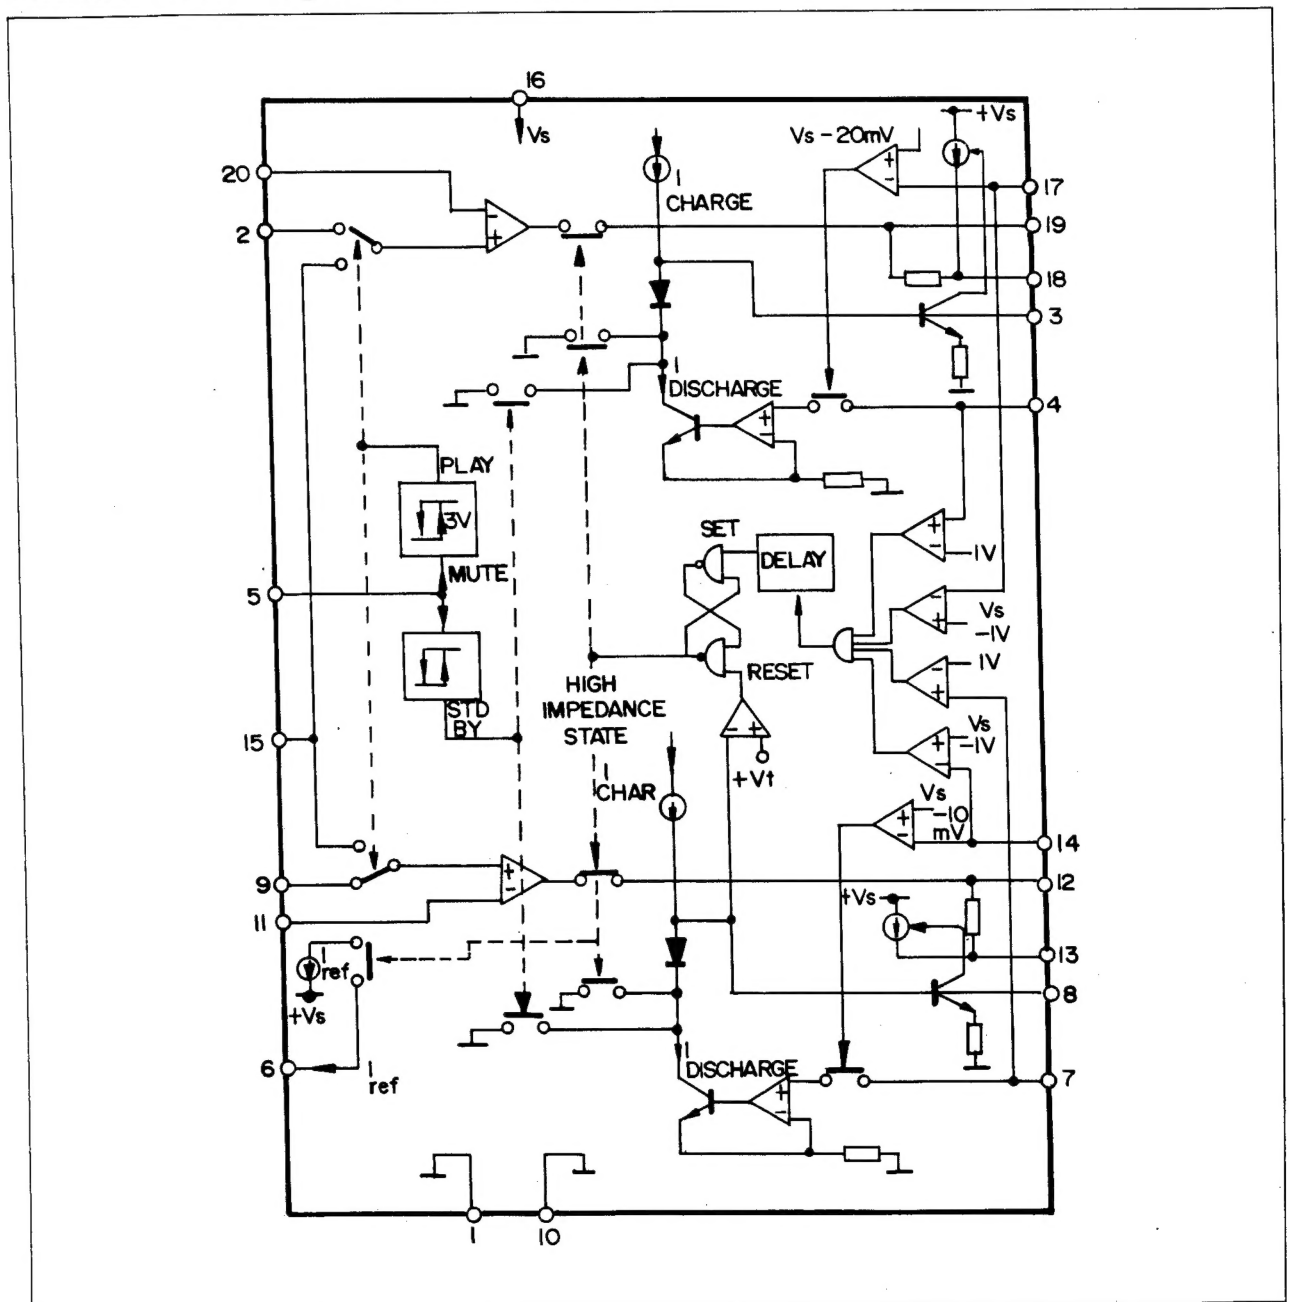 16
Vs
Vs -20mV
+Vs
20
+
-
17
I
CHARGE
-
+
19
2
18
3
I
DISCHARGE
4
+
-
PLAY
3V
SET
DELAY
+
-
1V
MUTE
5
-
+
Vs
-1V
1V
-
+
RESET
HIGH
IMPEDANCE
STATE
STD
BY
15
Vs
-1V
+
-
- +
+Vt
I
CHAR
Vs
-10
mV
+
-
14
9
+
-
12
11
+Vs
I
ref
13
+Vs
8
6
I
ref
I
DISCHARGE
+
-
7
1
10